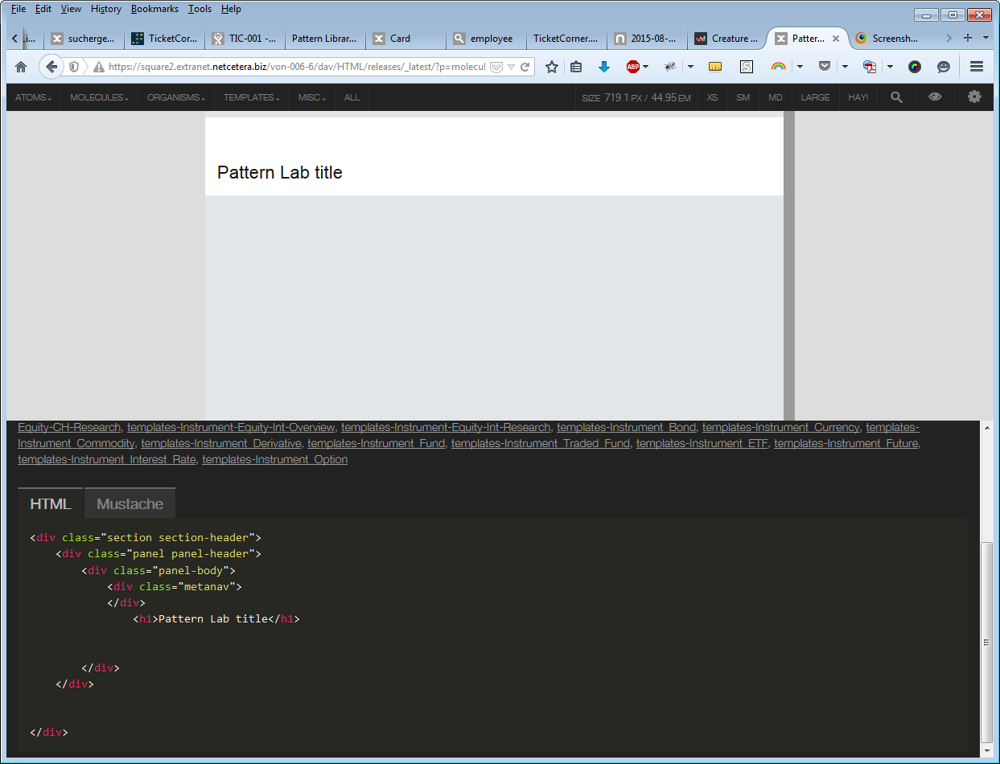 File Edit View History Bookmarks Tools Help
Li... sucherge... TicketCor... TIC-001 -... Pattern Librar... Card employee TicketCorner.... 2015-08-... Creature ... Patter... Screensh...
https://square2.extranet.netcetera.biz/von-006-6/dav/HTML/releases/_latest/?p=molecul ABP S
ATOMS MOLECULES ORGANISMS TEMPLATES MISC ALL SIZE 719.1 PX / 44.95 EM XS SM MD LARGE HAY!
Pattern Lab title
Equity-CH-Research, templates-Instrument-Equity-Int-Overview, templates-Instrument-Equity-Int-Research, templates-Instrument_Bond, templates-Instrument_Currency, templates-
Instrument_Commodity, templates-Instrument_Derivative, templates-Instrument_Fund, templates-Instrument_Traded_Fund, templates-Instrument_ETF, templates-Instrument_Future,
templates-Instrument_Interest_Rate, templates-Instrument_Option
HTML Mustache
<div class="section section-header">
<div class="panel panel-header">
<div class="panel-body">
<div class="metanav">
</div>
<h1>Pattern Lab title</h1>
</div>
</div>
</div>